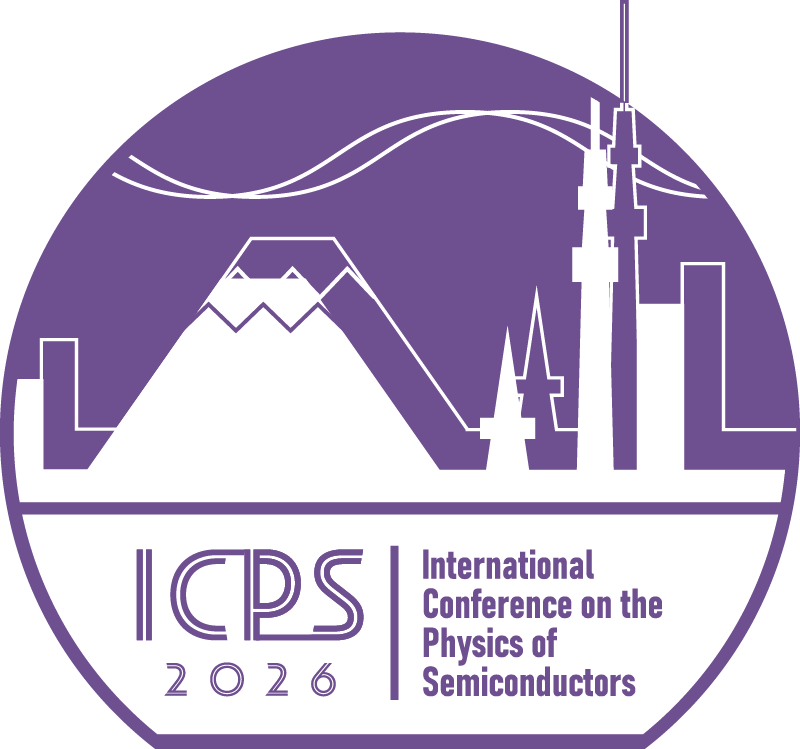 ICPS
2026
International
Conference on the
Physics of
Semiconductors